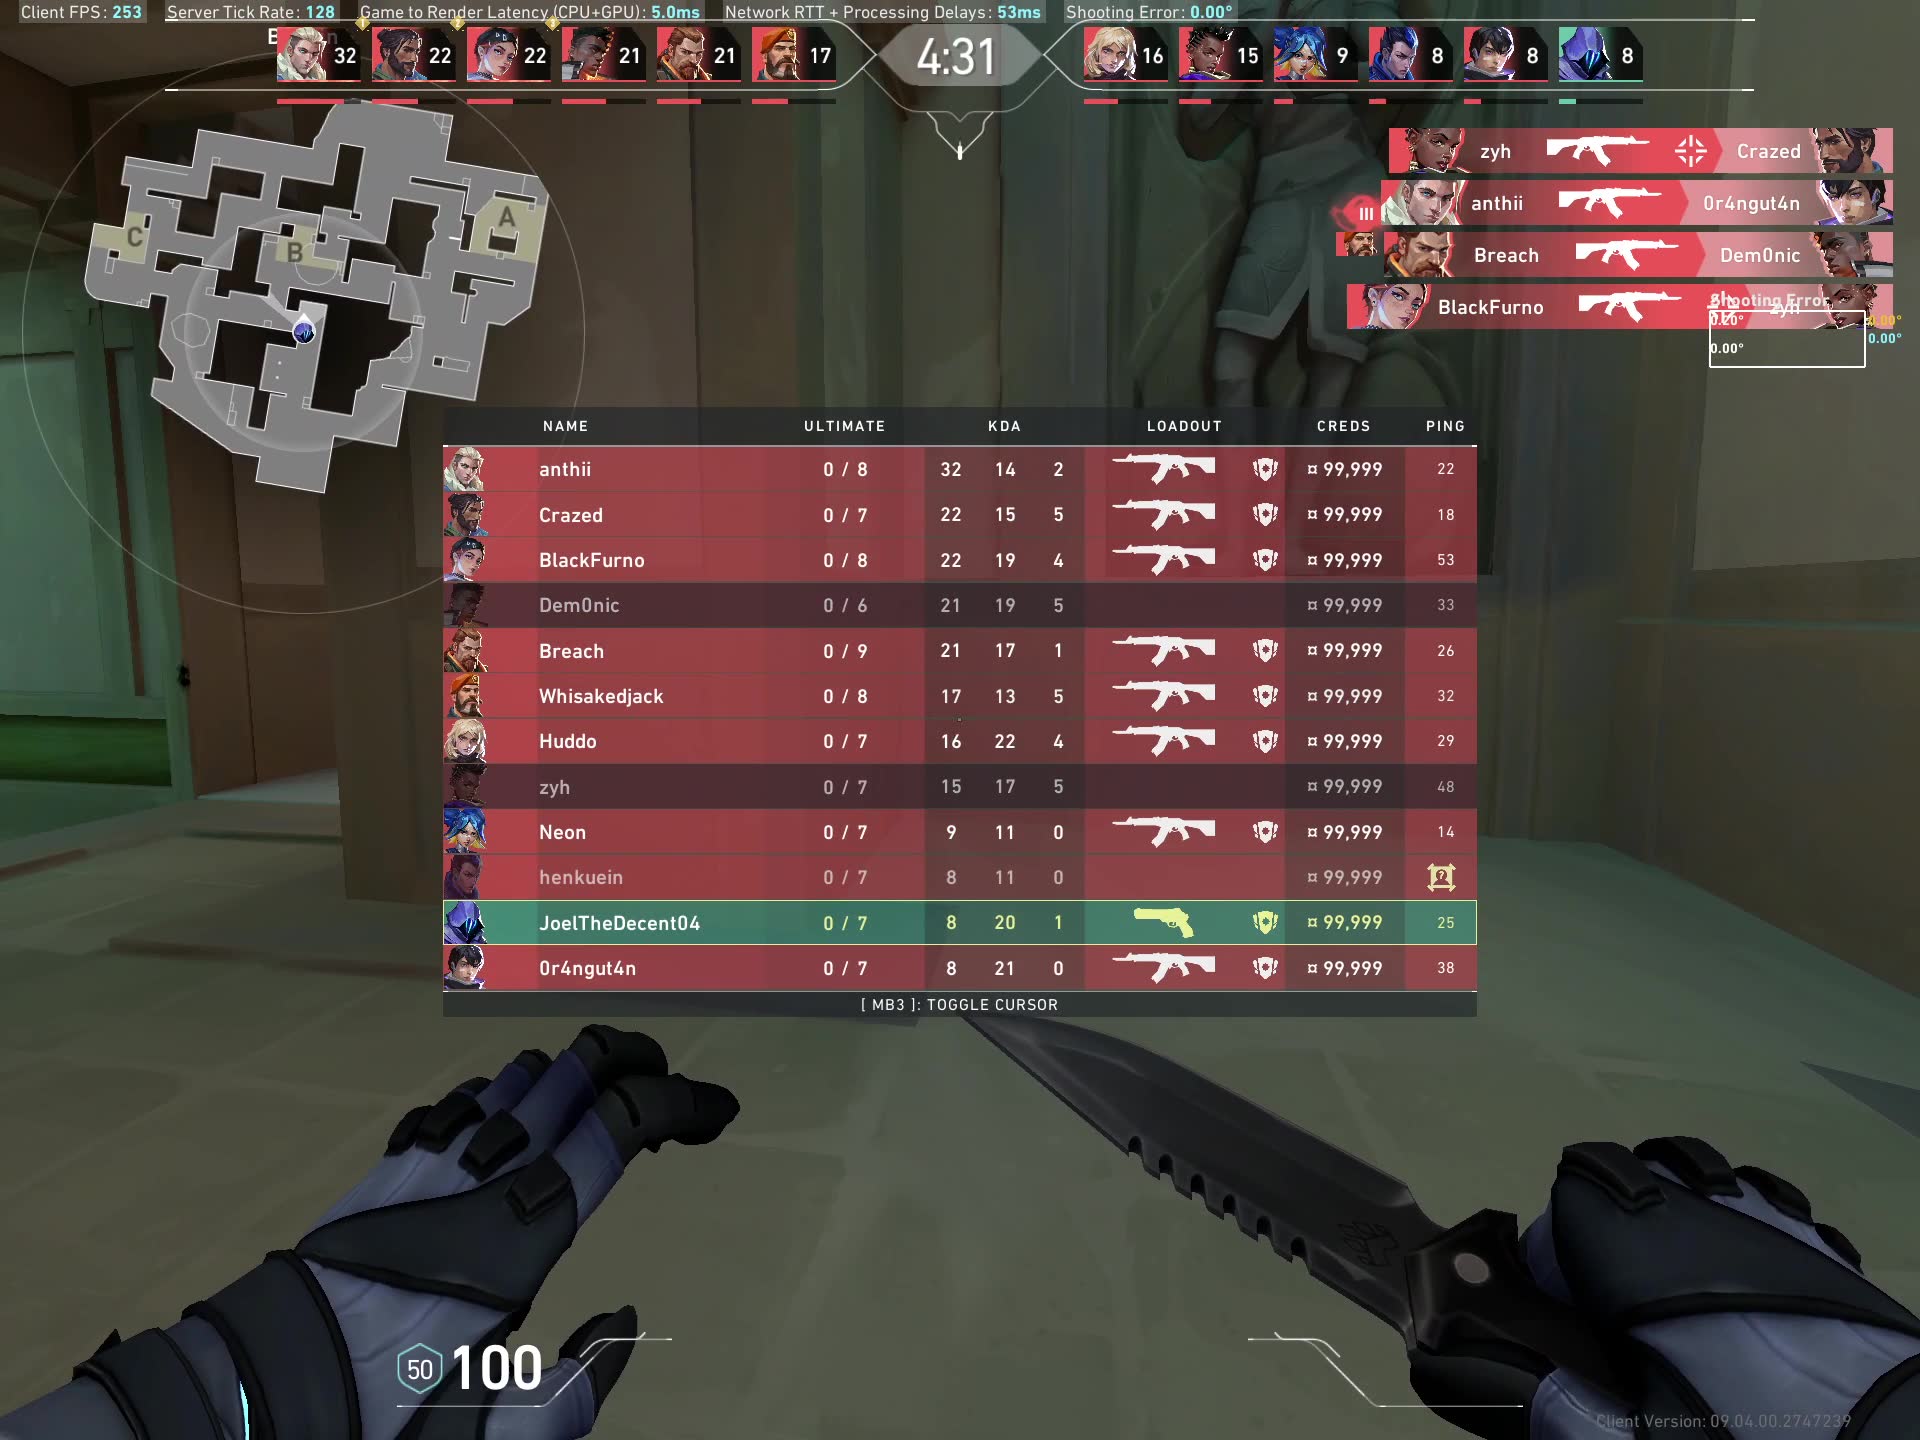 Client FPS: 253 Server Tick Rate: 128 Game to Render Latency (CPU+GPU): 5.0ms Network RTT + Processing Delays: 53ms Shooting Error: 0.00°
32 22 22 21 21 17 4:31 16 15 9 8 8 8
zyh Crazed
III anthii 0r4ngut4n
Breach Dem0nic
BlackFurno zyh
Shooting Error
0.00°
0.00°
0.00°
A
B
C
NAME ULTIMATE KDA LOADOUT CREDS PING
anthii 0 / 8 32 14 2 ¤ 99,999 22
Crazed 0 / 7 22 15 5 ¤ 99,999 18
BlackFurno 0 / 8 22 19 4 ¤ 99,999 53
Dem0nic 0 / 6 21 19 5 ¤ 99,999 33
Breach 0 / 9 21 17 1 ¤ 99,999 26
Whisakedjack 0 / 8 17 13 5 ¤ 99,999 32
Huddo 0 / 7 16 22 4 ¤ 99,999 29
zyh 0 / 7 15 17 5 ¤ 99,999 48
Neon 0 / 7 9 11 0 ¤ 99,999 14
henkuein 0 / 7 8 11 0 ¤ 99,999 ?
JoelTheDecent04 0 / 7 8 20 1 ¤ 99,999 25
0r4ngut4n 0 / 7 8 21 0 ¤ 99,999 38
[ MB3 ]: TOGGLE CURSOR
50 100
Client Version: 09.04.00.2747239